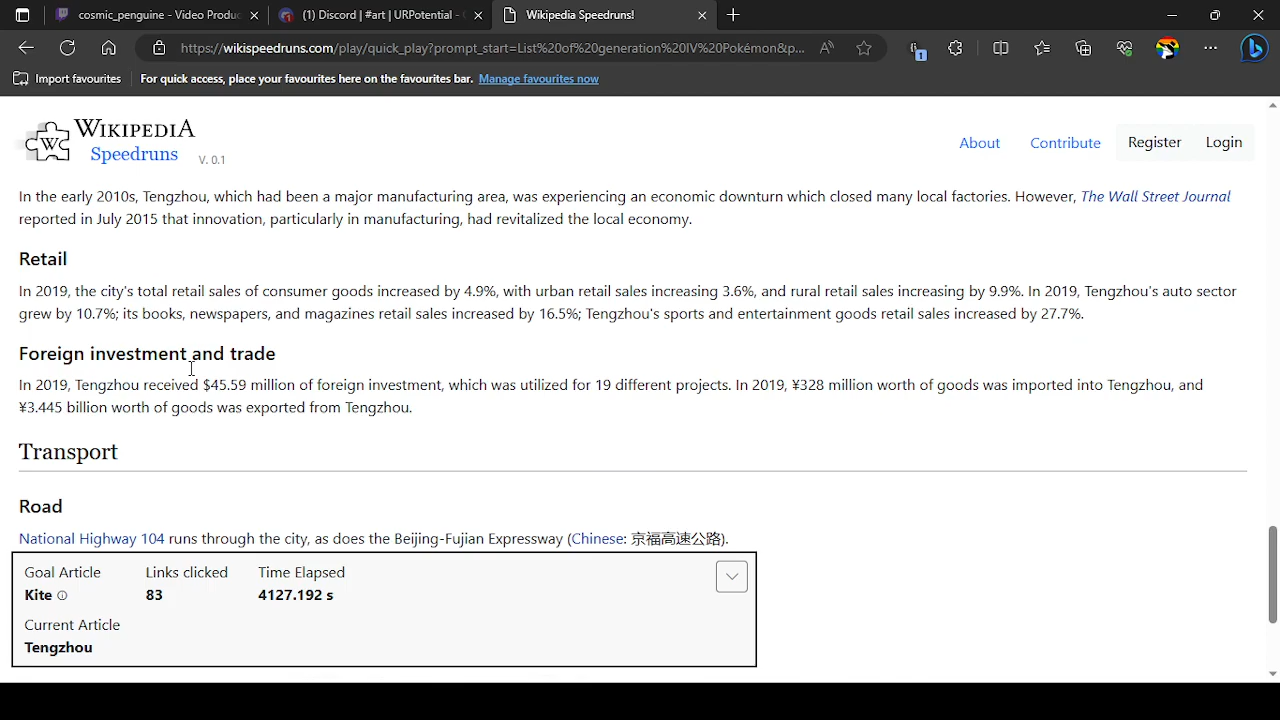 cosmic_penguine - Video Produc
(1) Discord | #art | URPotential -
Wikipedia Speedruns!
https://wikispeedruns.com/play/quick_play?prompt_start=List%20of%20generation%20IV%20Pokémon&p...
1
Import favourites
For quick access, place your favourites here on the favourites bar. Manage favourites now
WIKIPEDIA
W
Speedruns
V. 0.1
About
Contribute
Register
Login
In the early 2010s, Tengzhou, which had been a major manufacturing area, was experiencing an economic downturn which closed many local factories. However, The Wall Street Journal
reported in July 2015 that innovation, particularly in manufacturing, had revitalized the local economy.
Retail
In 2019, the city's total retail sales of consumer goods increased by 4.9%, with urban retail sales increasing 3.6%, and rural retail sales increasing by 9.9%. In 2019, Tengzhou's auto sector
grew by 10.7%; its books, newspapers, and magazines retail sales increased by 16.5%; Tengzhou's sports and entertainment goods retail sales increased by 27.7%.
Foreign investment and trade
In 2019, Tengzhou received $45.59 million of foreign investment, which was utilized for 19 different projects. In 2019, ¥328 million worth of goods was imported into Tengzhou, and
¥3.445 billion worth of goods was exported from Tengzhou.
Transport
Road
National Highway 104 runs through the city, as does the Beijing-Fujian Expressway (Chinese: 京福高速公路).
Goal Article
Links clicked
Time Elapsed
Kite
83
4127.192 s
Current Article
Tengzhou